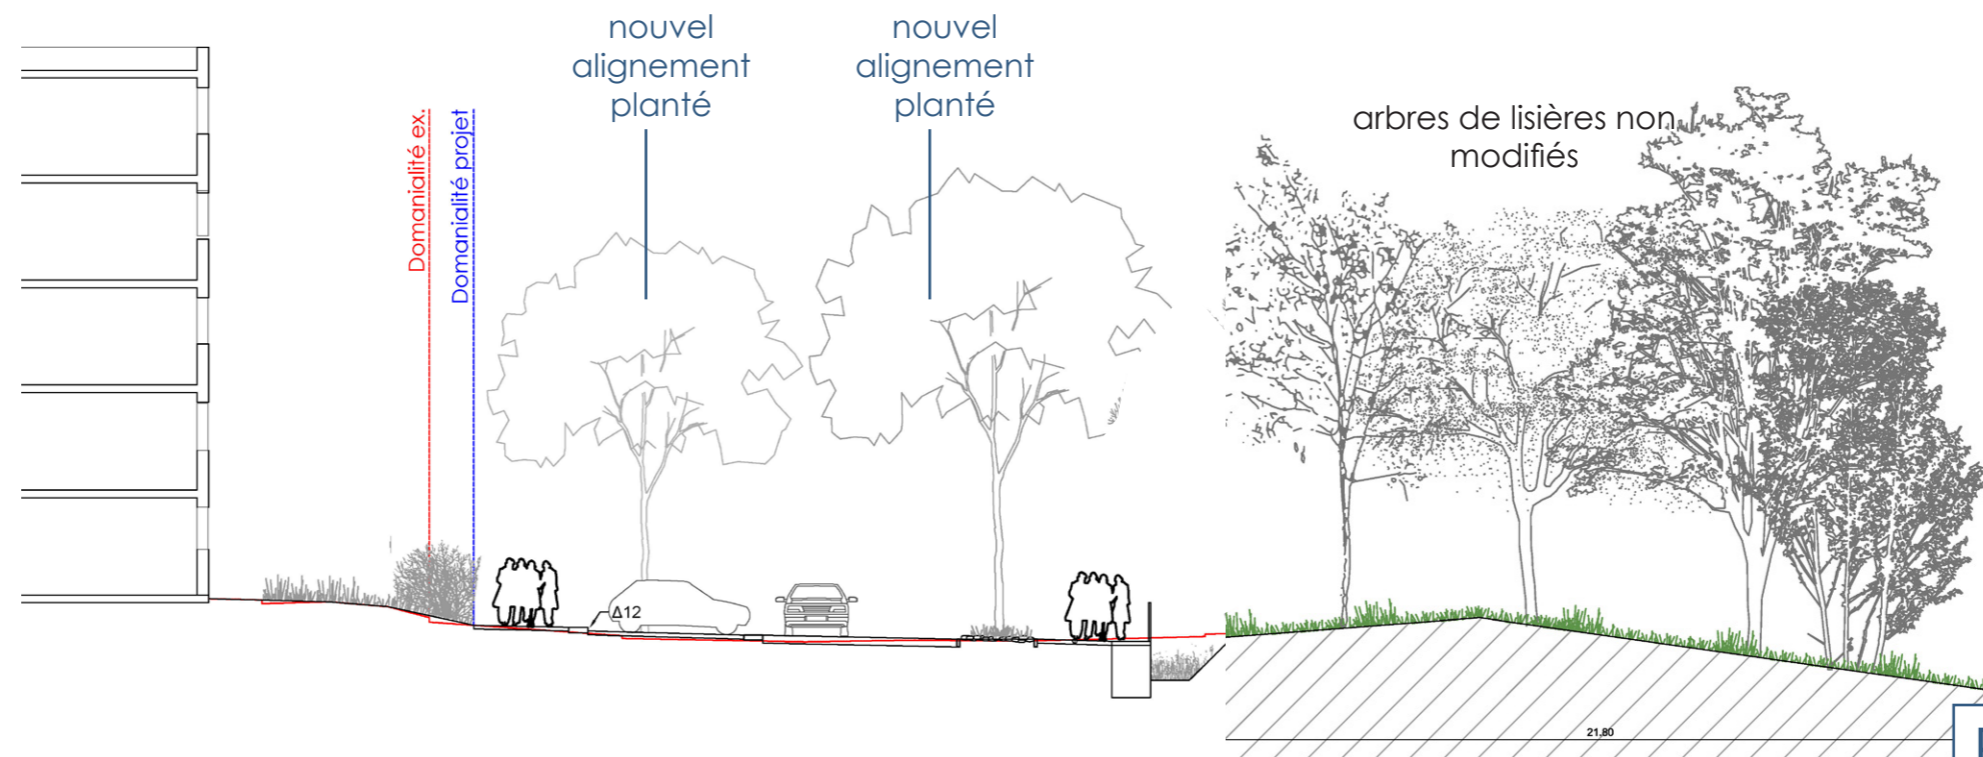 nouvel
alignement
planté
nouvel
alignement
planté
arbres de lisières non
modifiés
Domanialité ex.
Domanialité projet
Δ12
21.80